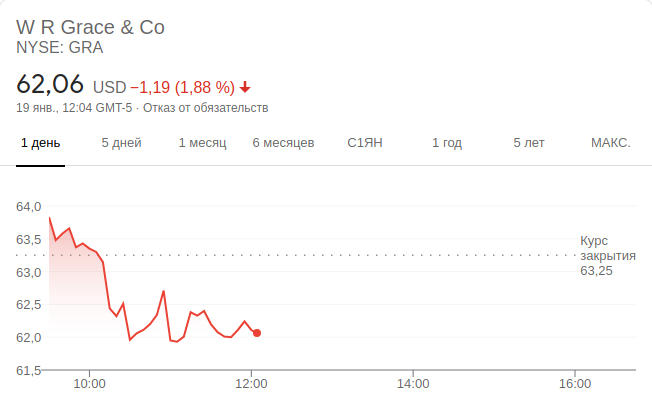 W R Grace & Co
NYSE: GRA
62,06 USD −1,19 (1,88 %)
19 янв., 12:04 GMT-5 · Отказ от обязательств
1 день 5 дней 1 месяц 6 месяцев С1ЯН 1 год 5 лет МАКС.
64,0
63,5
63,0
62,5
62,0
61,5
Курс
закрытия
63,25
10:00 12:00 14:00 16:00